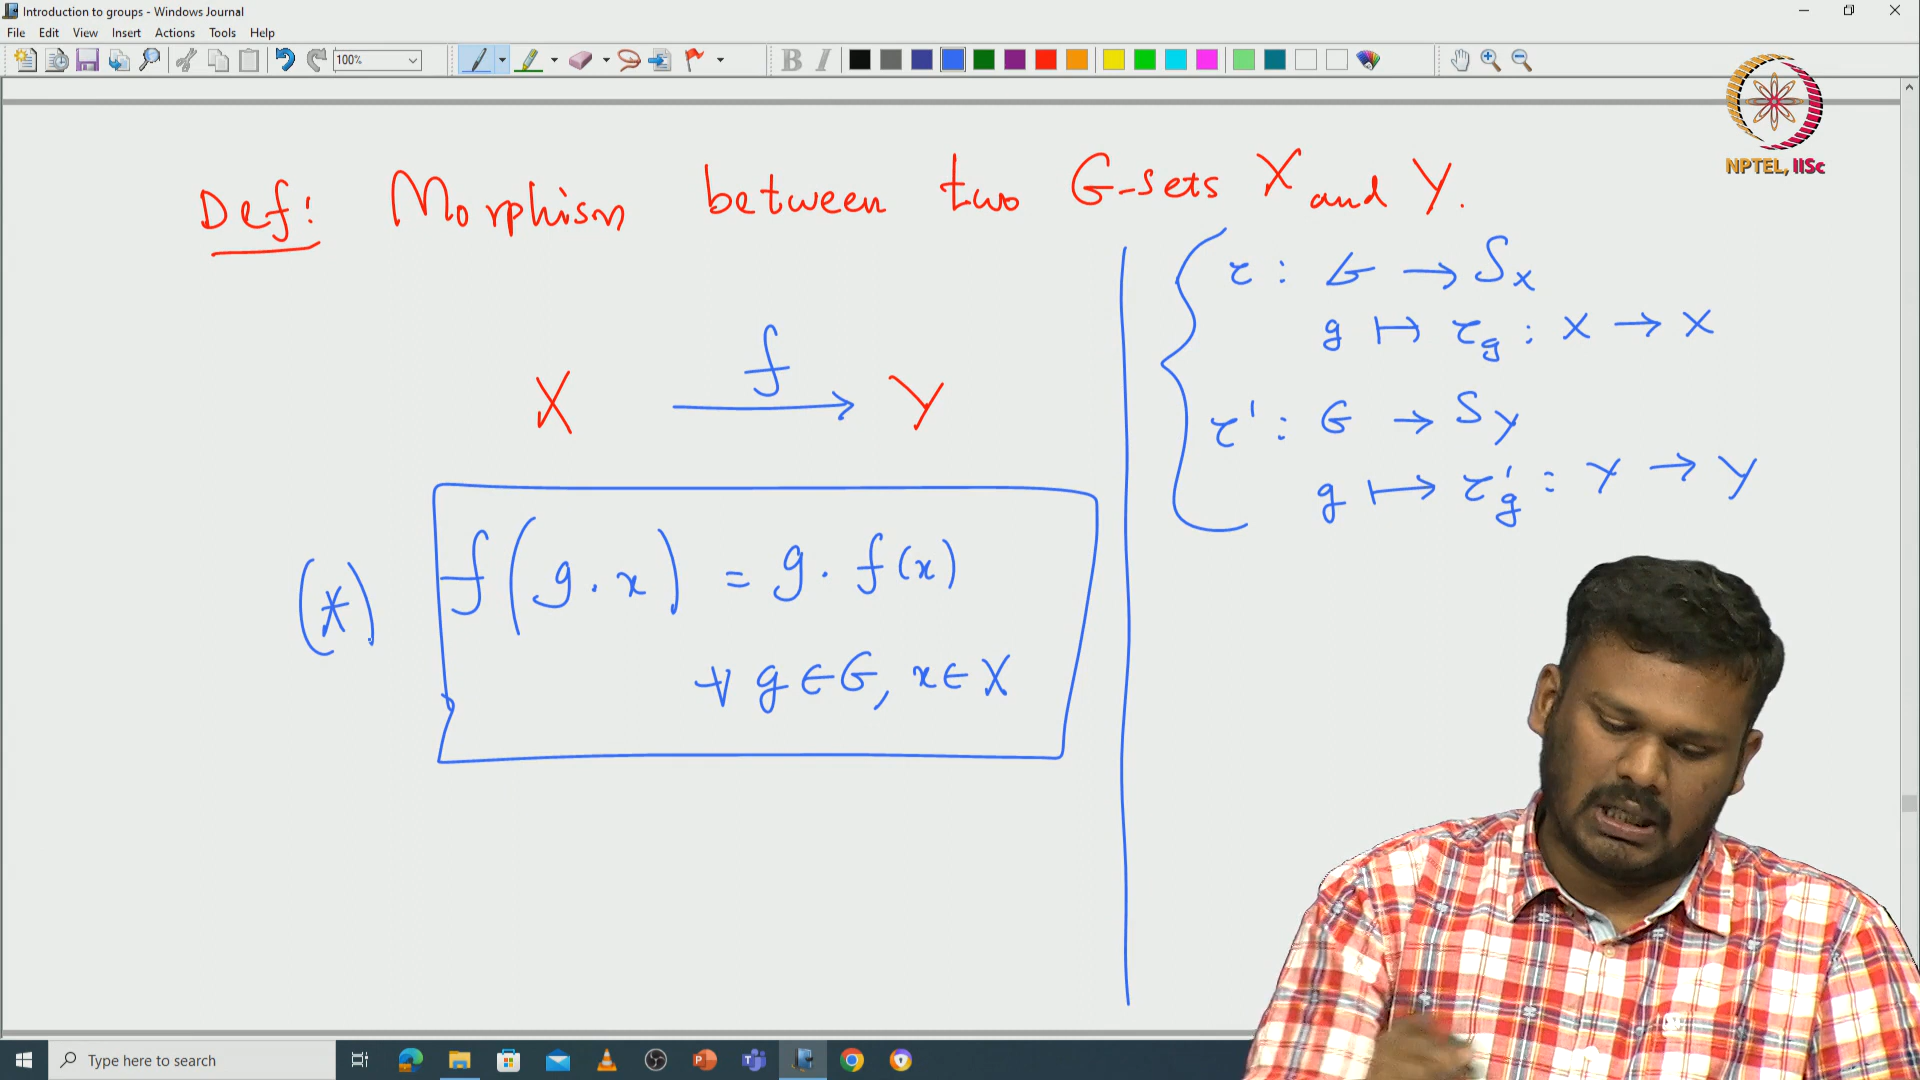 Introduction to groups - Windows Journal
File Edit View Insert Actions Tools Help
100%
B I
NPTEL, IISc
Def: Morphism between two G-sets X and Y.
X f→ Y
(*) f(g.x) = g.f(x)
∀ g∈G, x∈X
τ : G → S_X
g ↦ τ_g : X → X
τ' : G → S_Y
g ↦ τ'_g : Y → Y
Type here to search